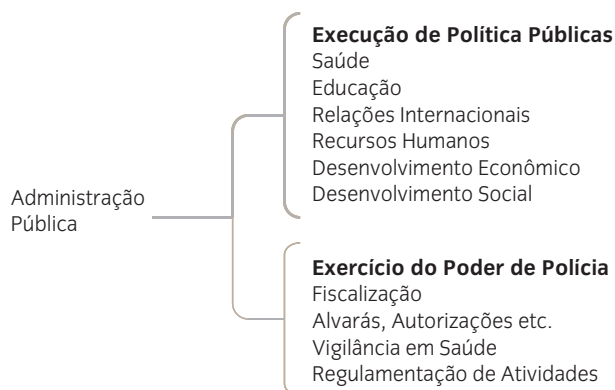 Administração
Pública
Execução de Política Públicas
Saúde
Educação
Relações Internacionais
Recursos Humanos
Desenvolvimento Econômico
Desenvolvimento Social
Exercício do Poder de Polícia
Fiscalização
Alvarás, Autorizações etc.
Vigilância em Saúde
Regulamentação de Atividades